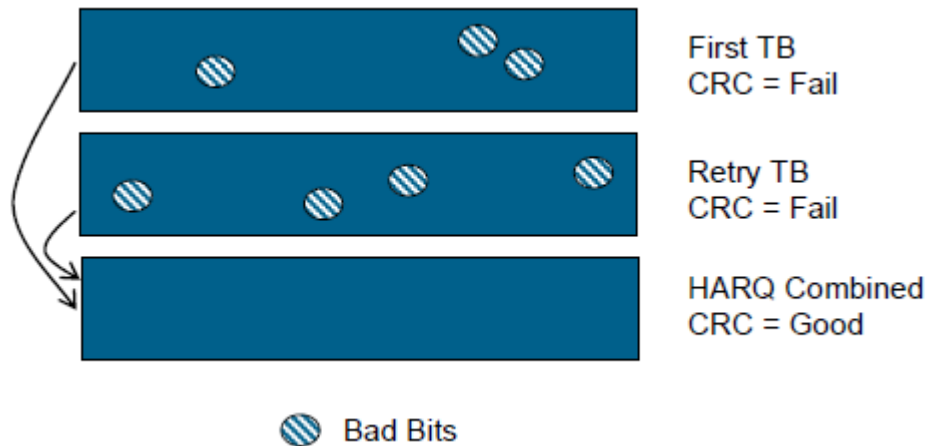 First TB
CRC = Fail
Retry TB
CRC = Fail
HARQ Combined
CRC = Good
Bad Bits